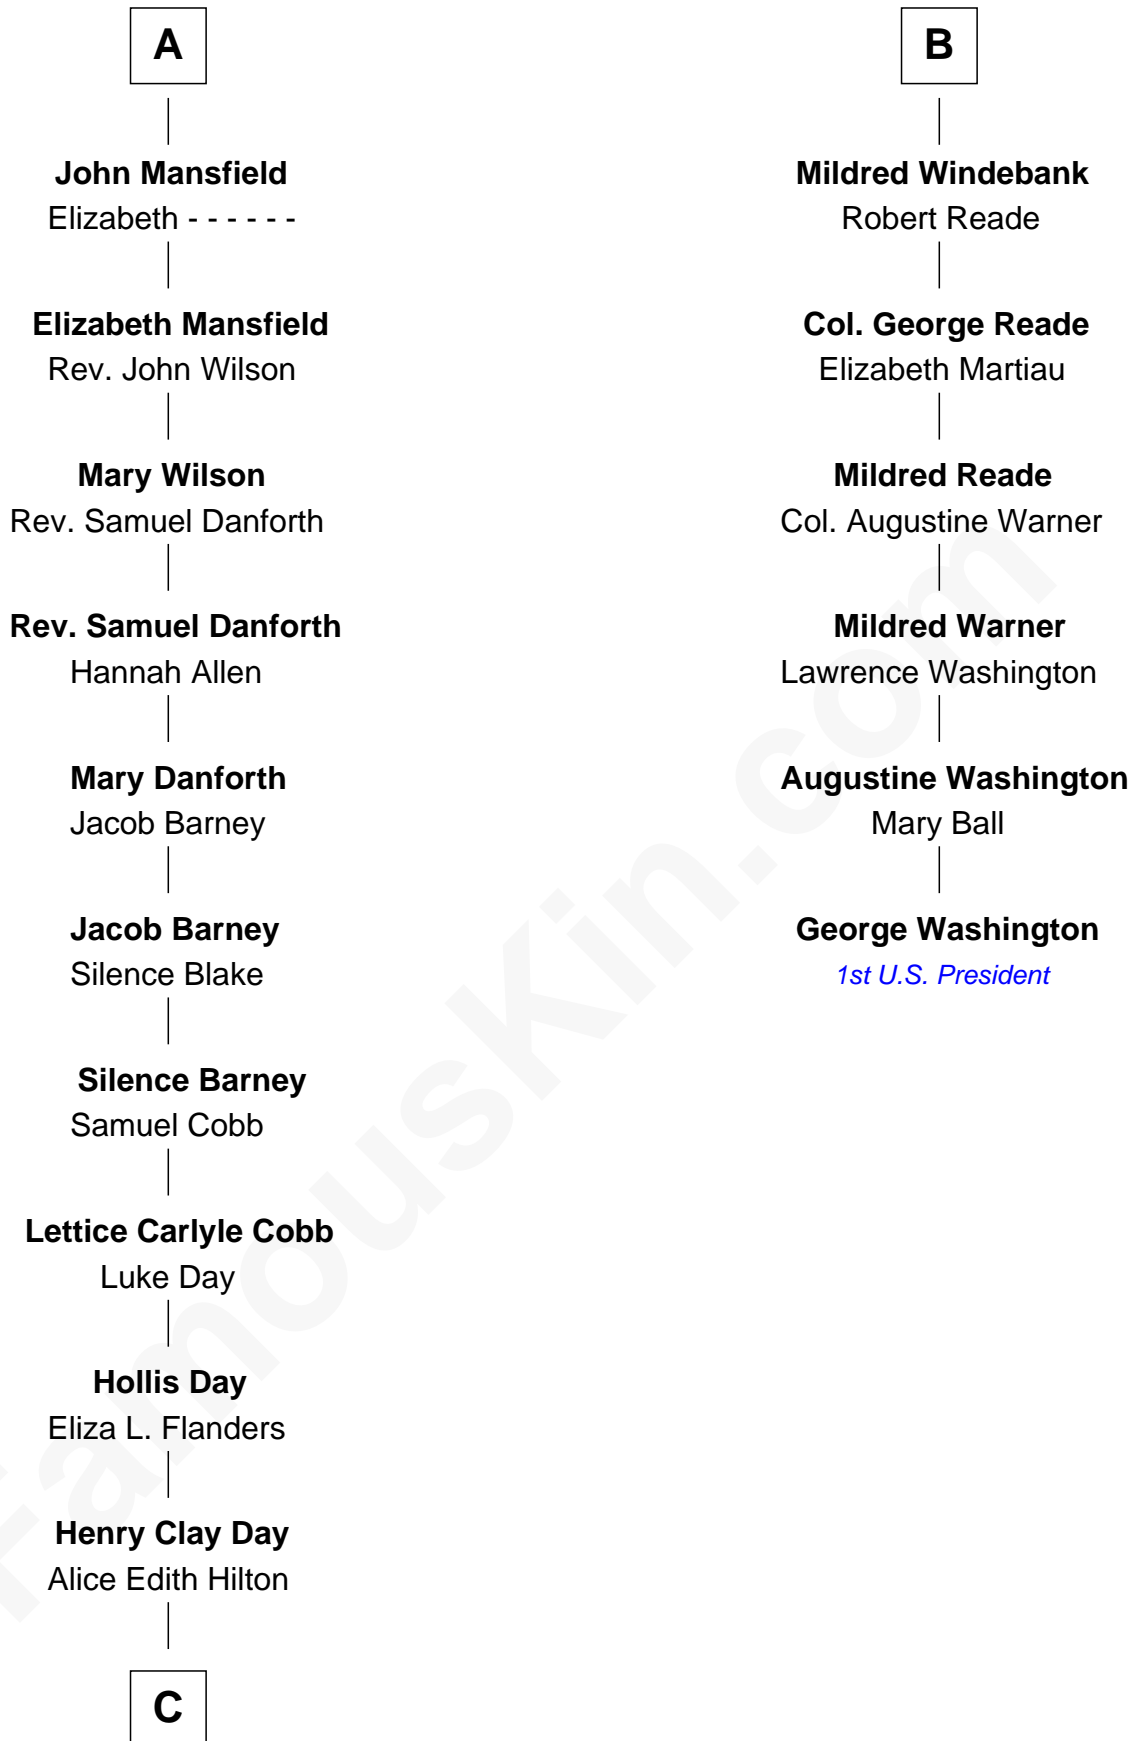 A
John Mansfield
Elizabeth - - - - - -
Elizabeth Mansfield
Rev. John Wilson
Mary Wilson
Rev. Samuel Danforth
Rev. Samuel Danforth
Hannah Allen
Mary Danforth
Jacob Barney
Jacob Barney
Silence Blake
Silence Barney
Samuel Cobb
Lettice Carlyle Cobb
Luke Day
Hollis Day
Eliza L. Flanders
Henry Clay Day
Alice Edith Hilton
C
B
Mildred Windebank
Robert Reade
Col. George Reade
Elizabeth Martiau
Mildred Reade
Col. Augustine Warner
Mildred Warner
Lawrence Washington
Augustine Washington
Mary Ball
George Washington
1st U.S. President
FamousKin.com